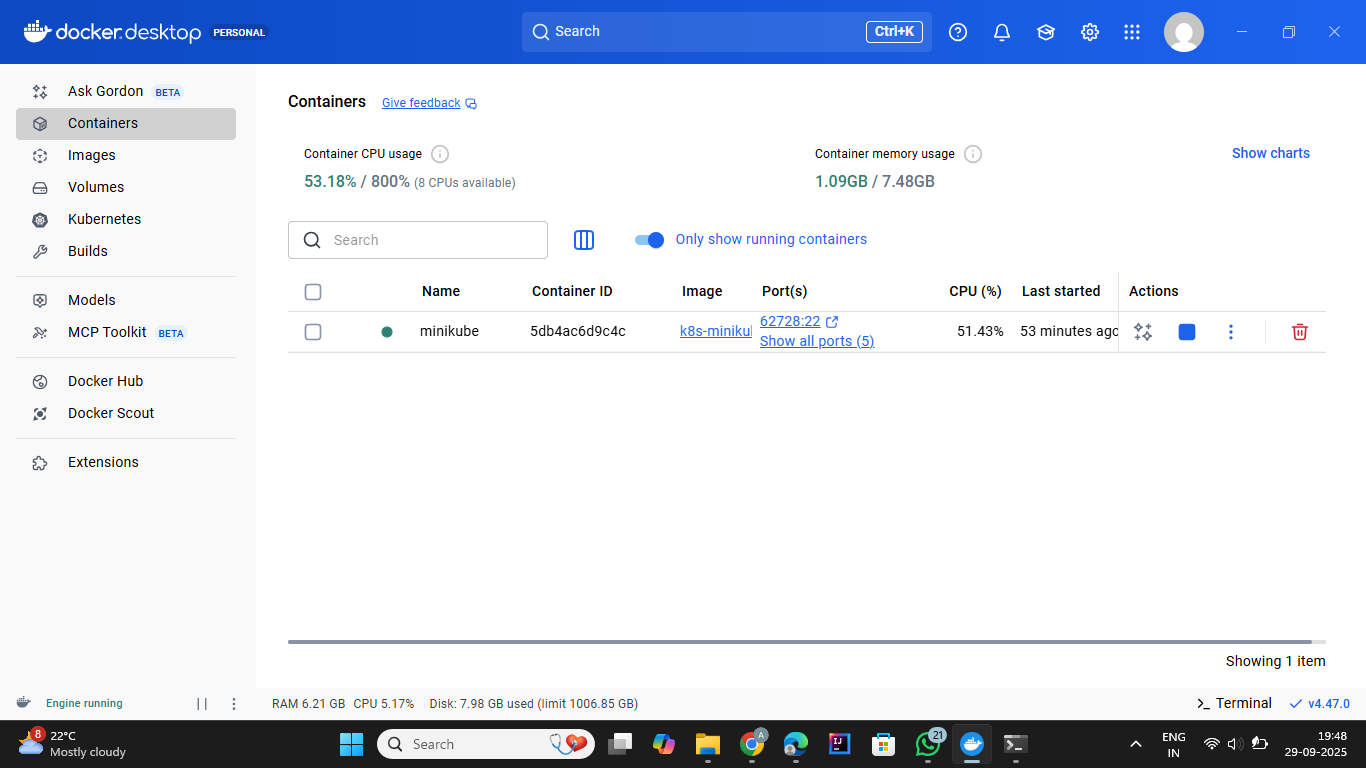 docker.desktop PERSONAL
Search
Ctrl+K
Ask Gordon BETA
Containers
Images
Volumes
Kubernetes
Builds
Models
MCP Toolkit BETA
Docker Hub
Docker Scout
Extensions
Containers Give feedback
Container CPU usage
53.18% / 800% (8 CPUs available)
Container memory usage
1.09GB / 7.48GB
Show charts
Search
Only show running containers
Name Container ID Image Port(s) CPU (%) Last started Actions
minikube 5db4ac6d9c4c k8s-miniku 62728:22 51.43% 53 minutes ago
Show all ports (5)
Showing 1 item
Engine running
RAM 6.21 GB CPU 5.17% Disk: 7.98 GB used (limit 1006.85 GB)
Terminal
v4.47.0
8
22°C
Mostly cloudy
Search
A
21
ENG
IN
19:48
29-09-2025